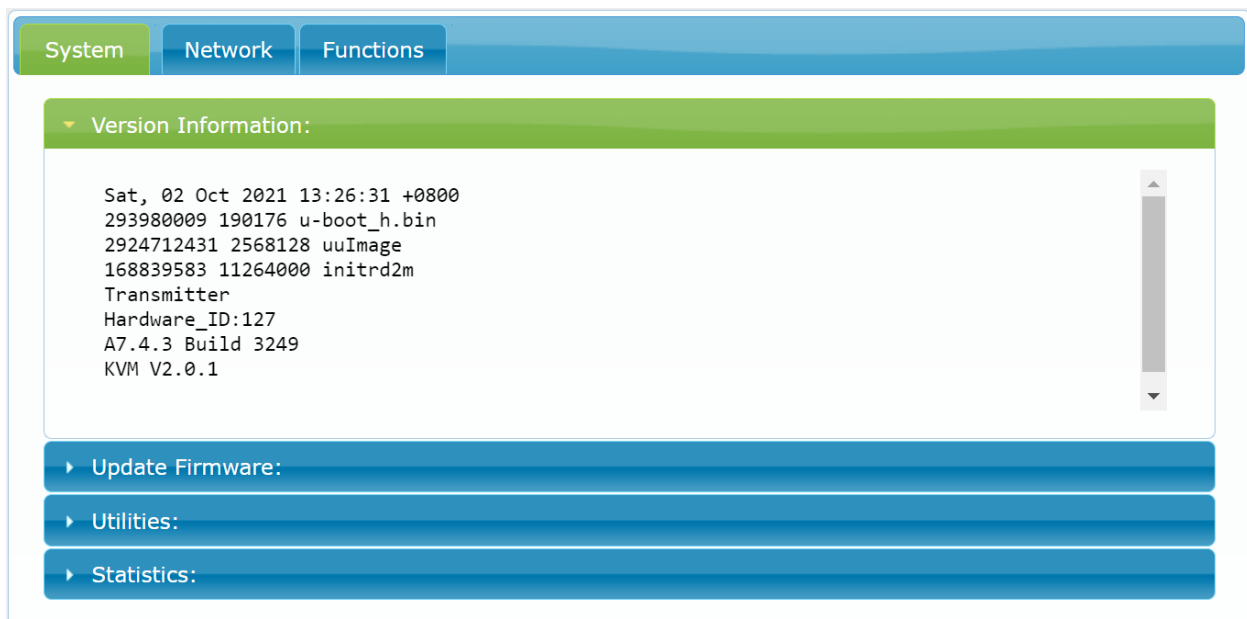 System Network Functions
Version Information:
Sat, 02 Oct 2021 13:26:31 +0800
293980009 190176 u-boot_h.bin
2924712431 2568128 uuImage
168839583 11264000 initrd2m
Transmitter
Hardware_ID:127
A7.4.3 Build 3249
KVM V2.0.1
Update Firmware:
Utilities:
Statistics: